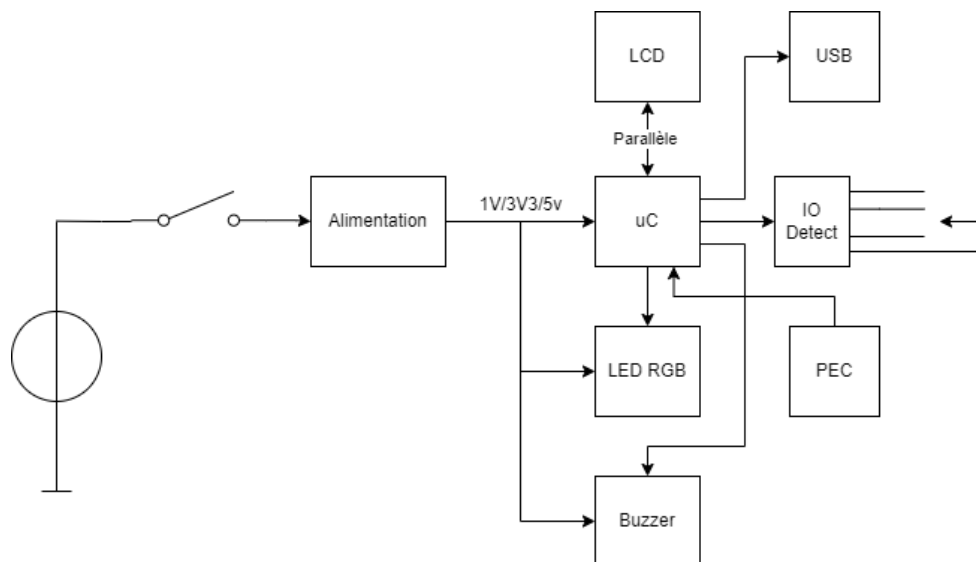 LCD
USB
Parallèle
Alimentation
1V/3V3/5v
uC
IO
Detect
LED RGB
PEC
Buzzer